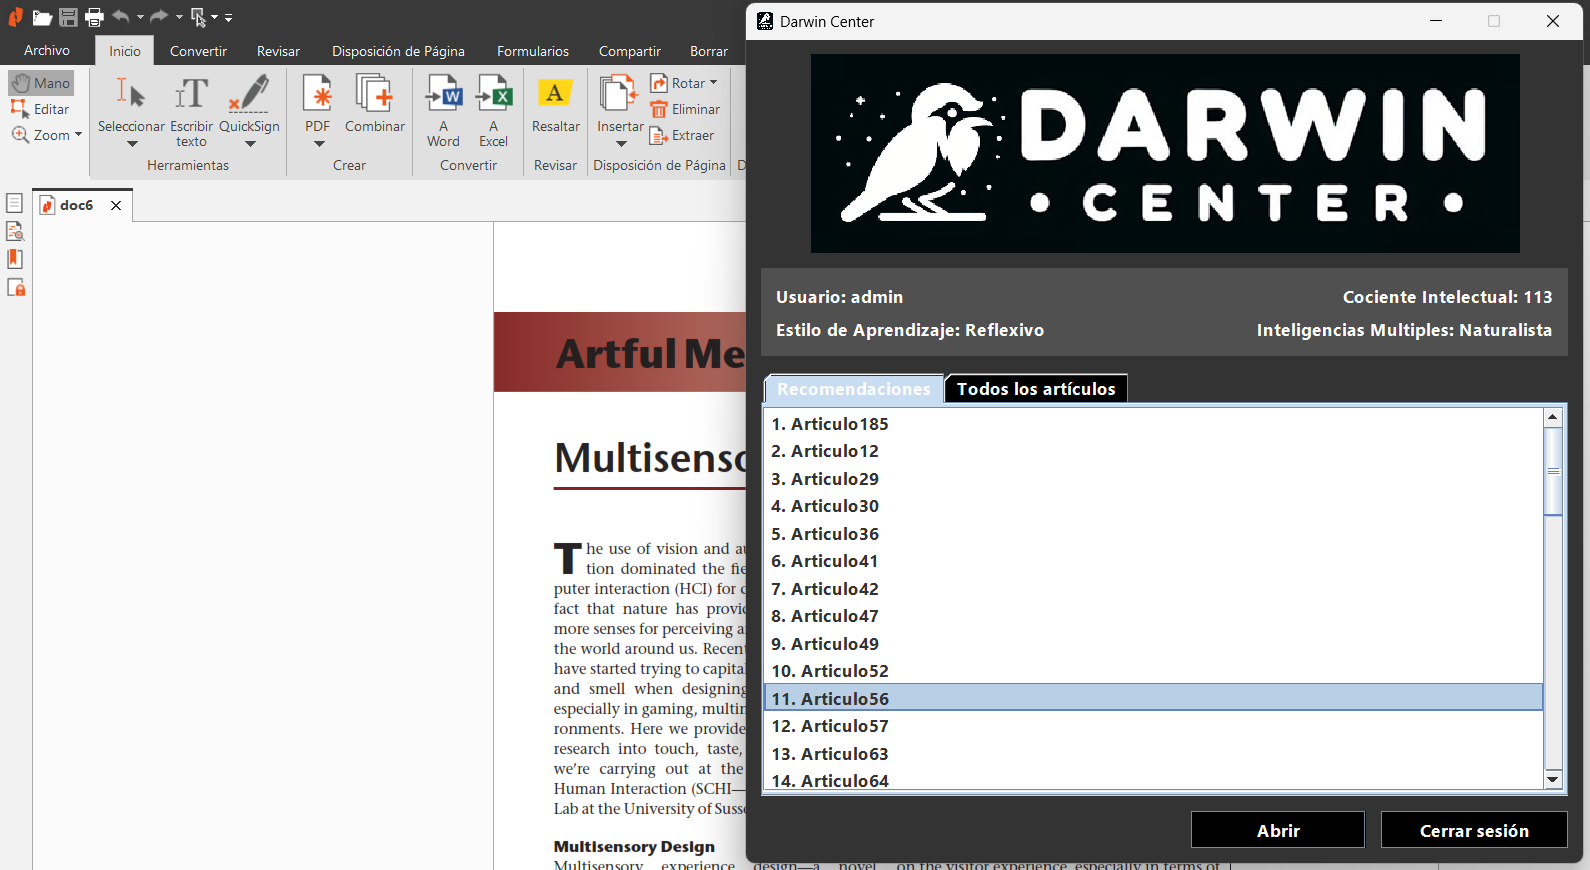 Archivo
Inicio
Convertir
Revisar
Disposición de Página
Formularios
Compartir
Borrar
Mano
Editar
Zoom
Seleccionar
Escribir texto
QuickSign
Herramientas
PDF
Combinar
Crear
A Word
A Excel
Convertir
A
Resaltar
Revisar
Insertar
Rotar
Eliminar
Extraer
Disposición de Página
doc6
Artful Me
Multisenso
The use of vision and au
tion dominated the fie
puter interaction (HCI) for
fact that nature has provid
more senses for perceiving a
the world around us. Recent
have started trying to capital
and smell when designing
especially in gaming, multim
ronments. Here we provide
research into touch, taste,
we're carrying out at the
Human Interaction (SCHI—
Lab at the University of Susse
Multisensory Design
Multisensory experience design—a novel
on the visitor experience, especially in terms of
Darwin Center
DARWIN
• CENTER •
Usuario: admin
Cociente Intelectual: 113
Estilo de Aprendizaje: Reflexivo
Inteligencias Multiples: Naturalista
Recomendaciones
Todos los artículos
1. Articulo185
2. Articulo12
3. Articulo29
4. Articulo30
5. Articulo36
6. Articulo41
7. Articulo42
8. Articulo47
9. Articulo49
10. Articulo52
11. Articulo56
12. Articulo57
13. Articulo63
14. Articulo64
Abrir
Cerrar sesión